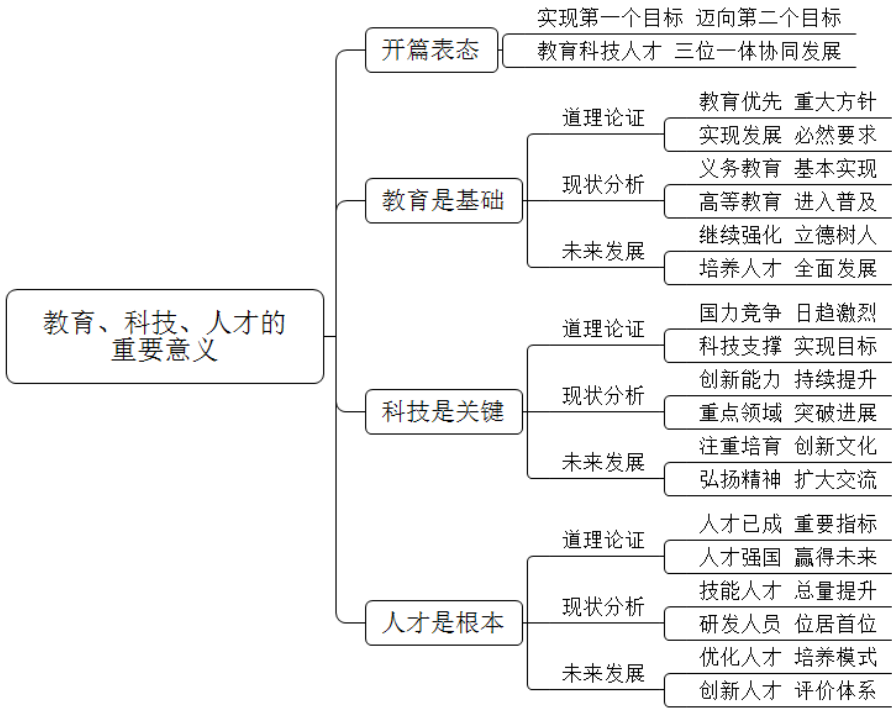 教育、科技、人才的
重要意义
开篇表态
实现第一个目标 迈向第二个目标
教育科技人才 三位一体协同发展
教育是基础
道理论证
教育优先 重大方针
实现发展 必然要求
现状分析
义务教育 基本实现
高等教育 进入普及
未来发展
继续强化 立德树人
培养人才 全面发展
科技是关键
道理论证
国力竞争 日趋激烈
科技支撑 实现目标
现状分析
创新能力 持续提升
重点领域 突破进展
未来发展
注重培育 创新文化
弘扬精神 扩大交流
人才是根本
道理论证
人才已成 重要指标
人才强国 赢得未来
现状分析
技能人才 总量提升
研发人员 位居首位
未来发展
优化人才 培养模式
创新人才 评价体系